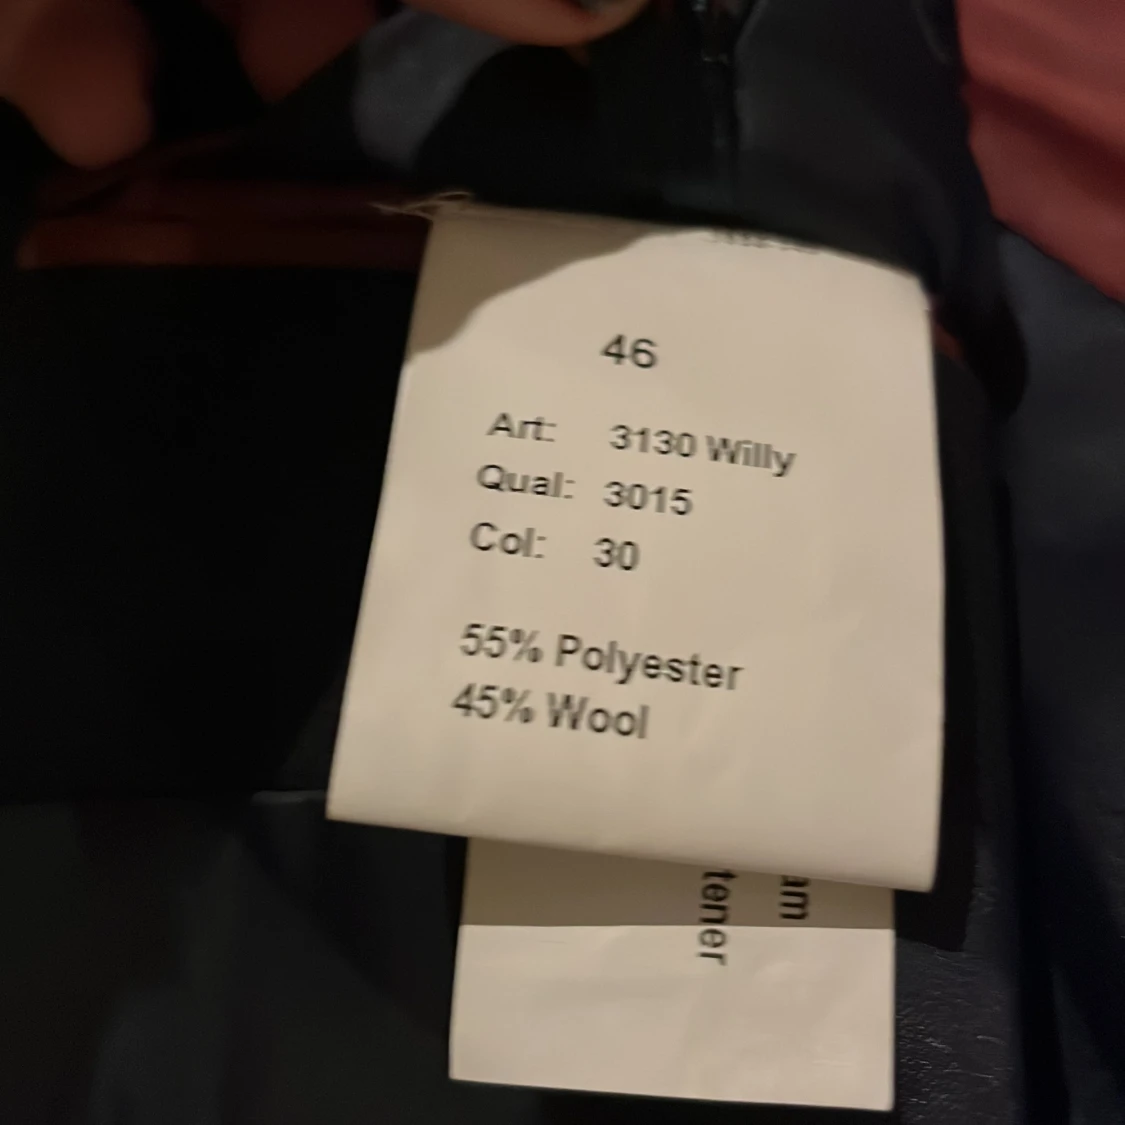 46
Art: 3130 Willy
Qual: 3015
Col: 30
55% Polyester
45% Wool
am
tener